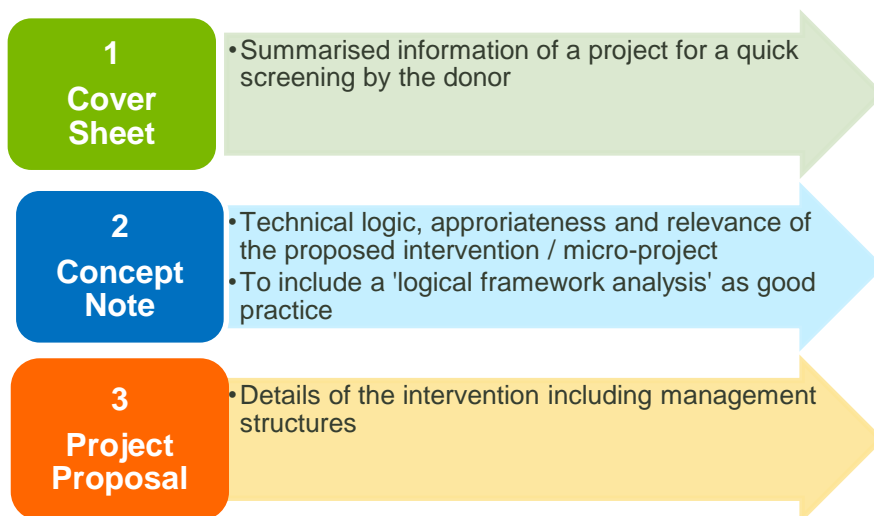 1
Cover
Sheet
•Summarised information of a project for a quick
screening by the donor
2
Concept
Note
•Technical logic, approriateness and relevance of
the proposed intervention / micro-project
•To include a 'logical framework analysis' as good
practice
3
Project
Proposal
•Details of the intervention including management
structures